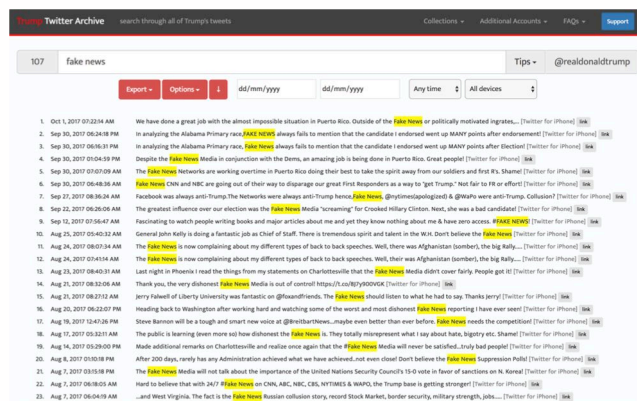 Trump Twitter Archive search through all of Trump's tweets Collections Additional Accounts FAQs Support
107 fake news Tips @realdonaldtrump
Export Options ↓ dd/mm/yyyy dd/mm/yyyy Any time All devices
1. Oct 1, 2017 07:22:14 AM We have done a great job with the almost impossible situation in Puerto Rico. Outside of the Fake News or politically motivated ingrates,... [Twitter for iPhone] link
2. Sep 30, 2017 06:24:18 PM In analyzing the Alabama Primary race,FAKE NEWS always fails to mention that the candidate I endorsed went up MANY points after endorsement! [Twitter for iPhone] link
3. Sep 30, 2017 06:16:31 PM In analyzing the Alabama Primary race, Fake News always fails to mention that the candidate I endorsed went up MANY points after Election! [Twitter for iPhone] link
4. Sep 30, 2017 01:04:59 PM Despite the Fake News Media in conjunction with the Dems, an amazing job is being done in Puerto Rico. Great people! [Twitter for iPhone] link
5. Sep 30, 2017 07:07:09 AM The Fake News Networks are working overtime in Puerto Rico doing their best to take the spirit away from our soldiers and first R's. Shame! [Twitter for iPhone] link
6. Sep 30, 2017 06:48:36 AM Fake News CNN and NBC are going out of their way to disparage our great First Responders as a way to "get Trump." Not fair to FR or effort! [Twitter for iPhone] link
7. Sep 27, 2017 08:36:24 AM Facebook was always anti-Trump.The Networks were always anti-Trump hence,Fake News, @nytimes(apologized) & @WaPo were anti-Trump. Collusion? [Twitter for iPhone] link
8. Sep 22, 2017 06:26:06 AM The greatest influence over our election was the Fake News Media "screaming" for Crooked Hillary Clinton. Next, she was a bad candidate! [Twitter for iPhone] link
9. Sep 12, 2017 07:56:47 AM Fascinating to watch people writing books and major articles about me and yet they know nothing about me & have zero access. #FAKE NEWS! [Twitter for iPhone] link
10. Aug 25, 2017 05:40:32 AM General John Kelly is doing a fantastic job as Chief of Staff. There is tremendous spirit and talent in the W.H. Don't believe the Fake News [Twitter for iPhone] link
11. Aug 24, 2017 08:07:34 AM The Fake News is now complaining about my different types of back to back speeches. Well, there was Afghanistan (somber), the big Rally..... [Twitter for iPhone] link
12. Aug 24, 2017 07:41:14 AM The Fake News is now complaining about my different types of back to back speeches. Well, their was Afghanistan (somber), the big Rally..... [Twitter for iPhone] link
13. Aug 23, 2017 08:40:31 AM Last night in Phoenix I read the things from my statements on Charlottesville that the Fake News Media didn't cover fairly. People got it! [Twitter for iPhone] link
14. Aug 21, 2017 08:32:06 AM Thank you, the very dishonest Fake News Media is out of control! https://t.co/8J7y900VGK [Twitter for iPhone] link
15. Aug 21, 2017 08:27:12 AM Jerry Falwell of Liberty University was fantastic on @foxandfriends. The Fake News should listen to what he had to say. Thanks Jerry! [Twitter for iPhone] link
16. Aug 20, 2017 06:22:07 PM Heading back to Washington after working hard and watching some of the worst and most dishonest Fake News reporting I have ever seen! [Twitter for iPhone] link
17. Aug 19, 2017 12:47:26 PM Steve Bannon will be a tough and smart new voice at @BreitbartNews...maybe even better than ever before. Fake News needs the competition! [Twitter for iPhone] link
18. Aug 17, 2017 05:32:11 AM The public is learning (even more so) how dishonest the Fake News is. They totally misrepresent what I say about hate, bigotry etc. Shame! [Twitter for iPhone] link
19. Aug 14, 2017 05:29:00 PM Made additional remarks on Charlottesville and realize once again that the #Fake News Media will never be satisfied...truly bad people! [Twitter for iPhone] link
20. Aug 8, 2017 01:10:18 PM After 200 days, rarely has any Administration achieved what we have achieved...not even close! Don't believe the Fake News Suppression Polls! [Twitter for iPhone] link
21. Aug 7, 2017 03:15:18 PM The Fake News Media will not talk about the importance of the United Nations Security Council's 15-0 vote in favor of sanctions on N. Korea! [Twitter for iPhone] link
22. Aug 7, 2017 06:18:05 AM Hard to believe that with 24/7 #Fake News on CNN, ABC, NBC, CBS, NYTIMES & WAPO, the Trump base is getting stronger! [Twitter for iPhone] link
23. Aug 7, 2017 06:04:19 AM ...and West Virginia. The fact is the Fake News Russian collusion story, record Stock Market, border security, military strength, jobs..... [Twitter for iPhone] link